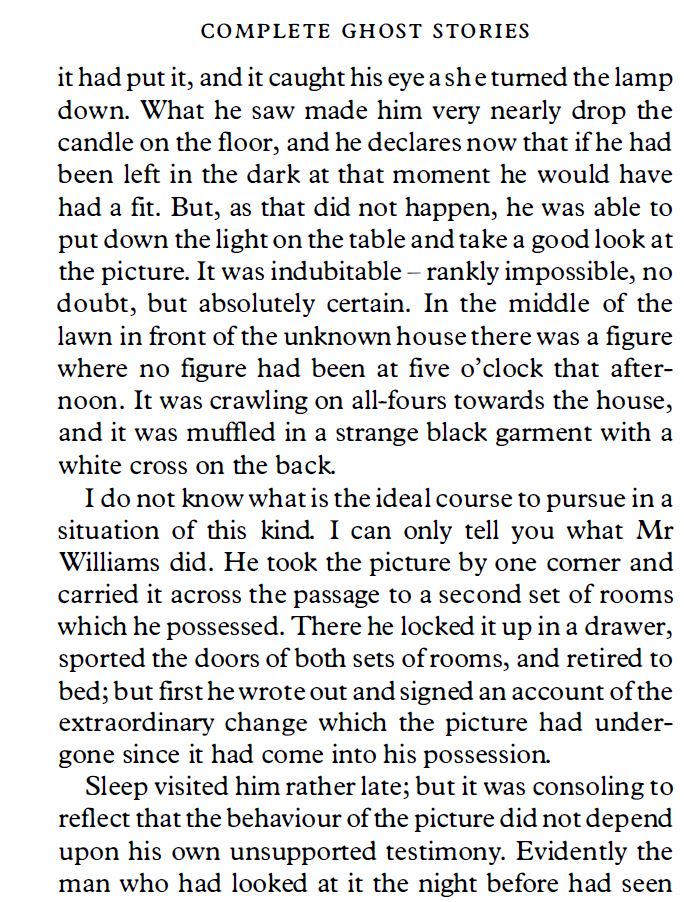 COMPLETE GHOST STORIES
it had put it, and it caught his eye as he turned the lamp
down. What he saw made him very nearly drop the
candle on the floor, and he declares now that if he had
been left in the dark at that moment he would have
had a fit. But, as that did not happen, he was able to
put down the light on the table and take a good look at
the picture. It was indubitable – rankly impossible, no
doubt, but absolutely certain. In the middle of the
lawn in front of the unknown house there was a figure
where no figure had been at five o’clock that after-
noon. It was crawling on all-fours towards the house,
and it was muffled in a strange black garment with a
white cross on the back.
I do not know what is the ideal course to pursue in a
situation of this kind. I can only tell you what Mr
Williams did. He took the picture by one corner and
carried it across the passage to a second set of rooms
which he possessed. There he locked it up in a drawer,
sported the doors of both sets of rooms, and retired to
bed; but first he wrote out and signed an account of the
extraordinary change which the picture had under-
gone since it had come into his possession.
Sleep visited him rather late; but it was consoling to
reflect that the behaviour of the picture did not depend
upon his own unsupported testimony. Evidently the
man who had looked at it the night before had seen